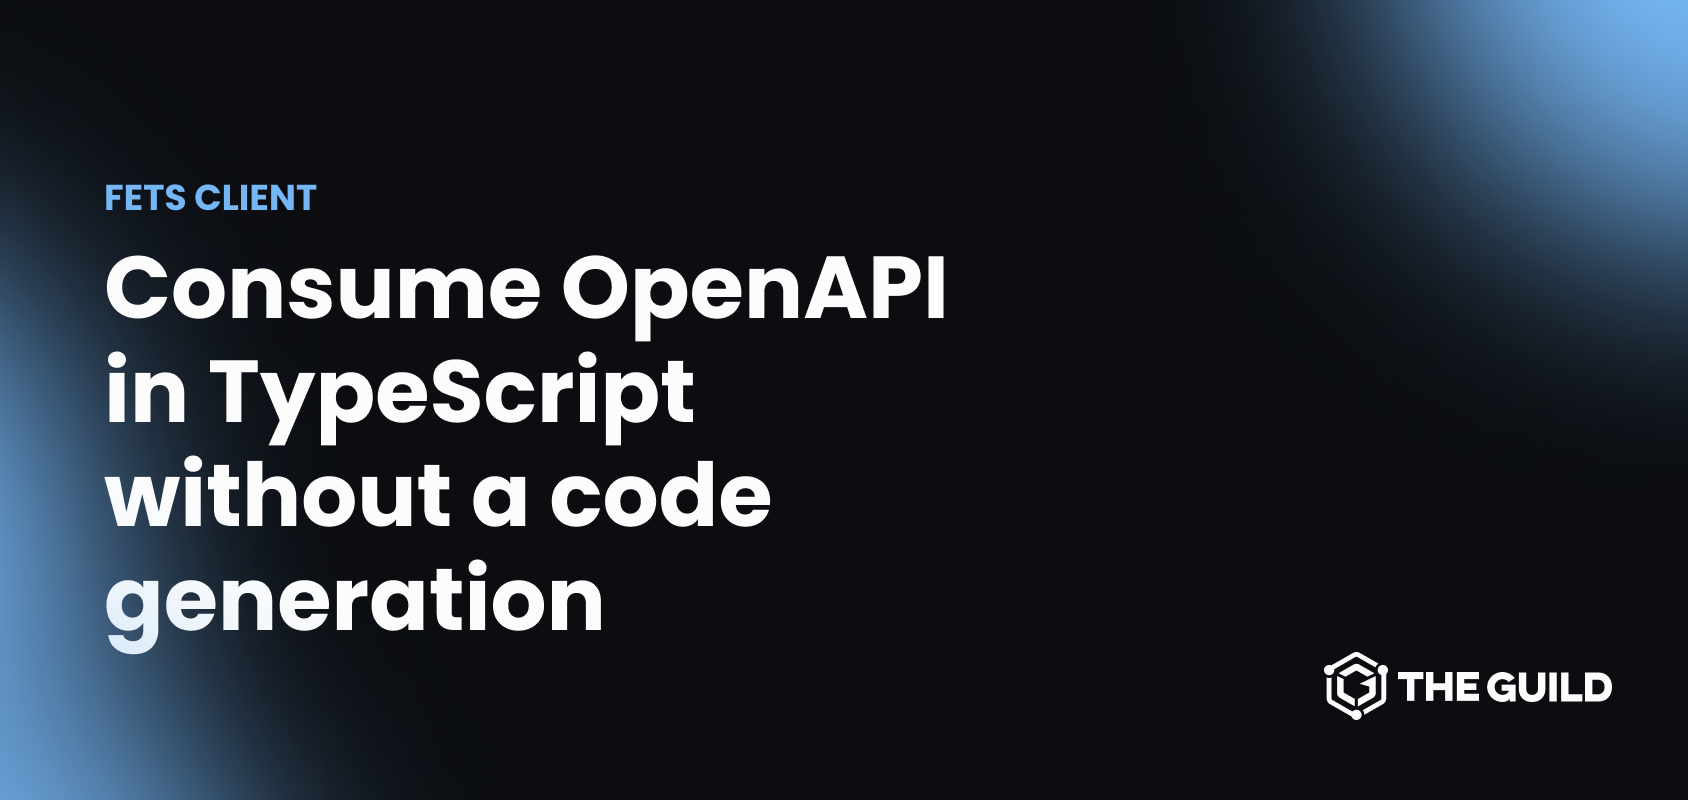 FETS CLIENT
Consume OpenAPI
in TypeScript
without a code
generation
THE GUILD